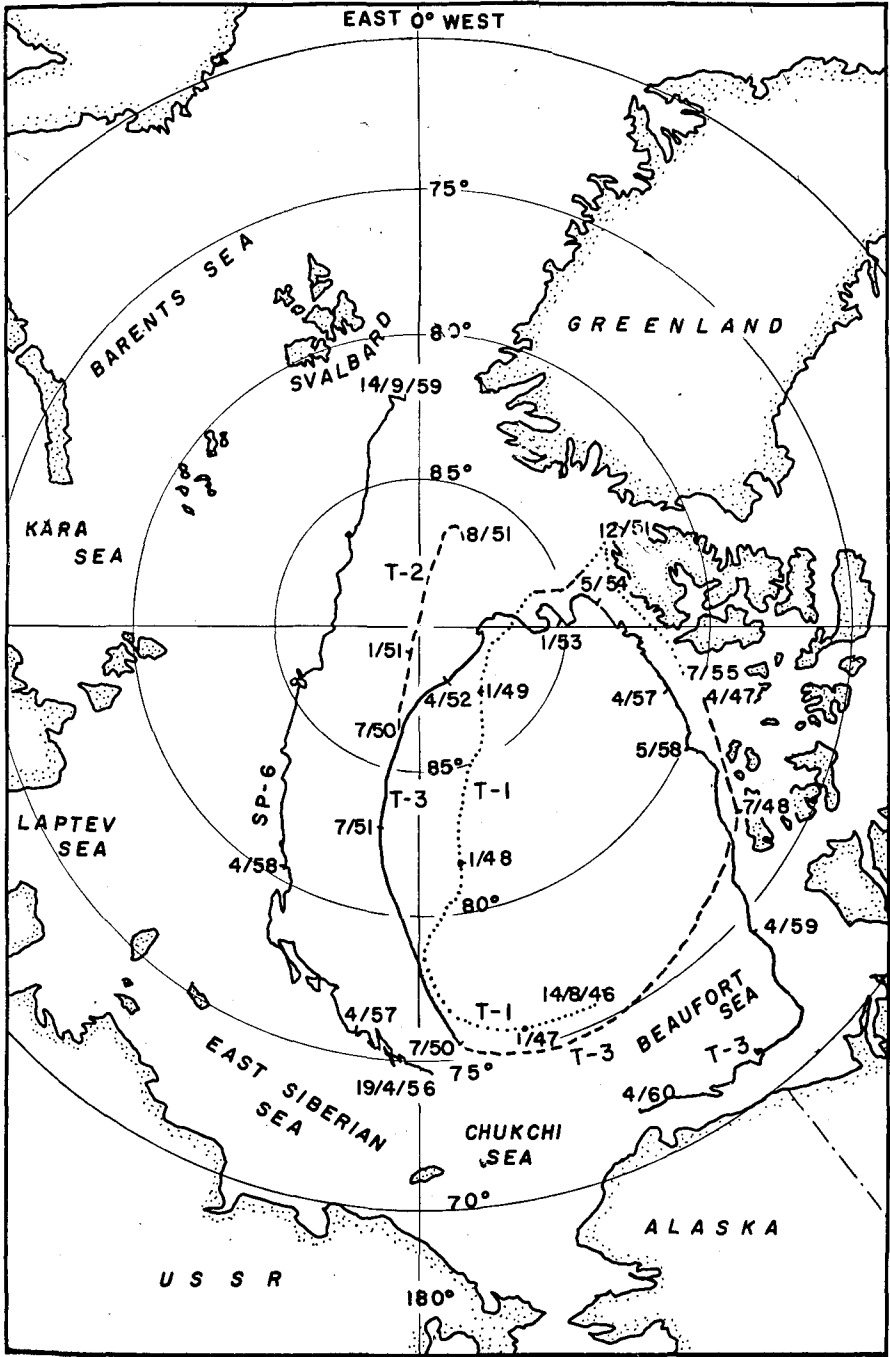 EAST 0° WEST
75°
BARENTS SEA
GREENLAND
80°
SVALBARD
14/9/59
85°
8/51
12/51
KARA
SEA
T-2
5/54
1/51
1/53
7/55
4/52
1/49
4/57
4/47
7/50
5/58
85°
SP-6
T-3
T-1
7/48
LAPTEV
SEA
7/51
4/58
1/48
80°
4/59
14/8/46
T-1
BEAUFORT
SEA
4/57
7/50
1/47
T-3
T-3
75°
19/4/56
4/60
EAST SIBERIAN
SEA
CHUKCHI
SEA
70°
ALASKA
USSR
180°